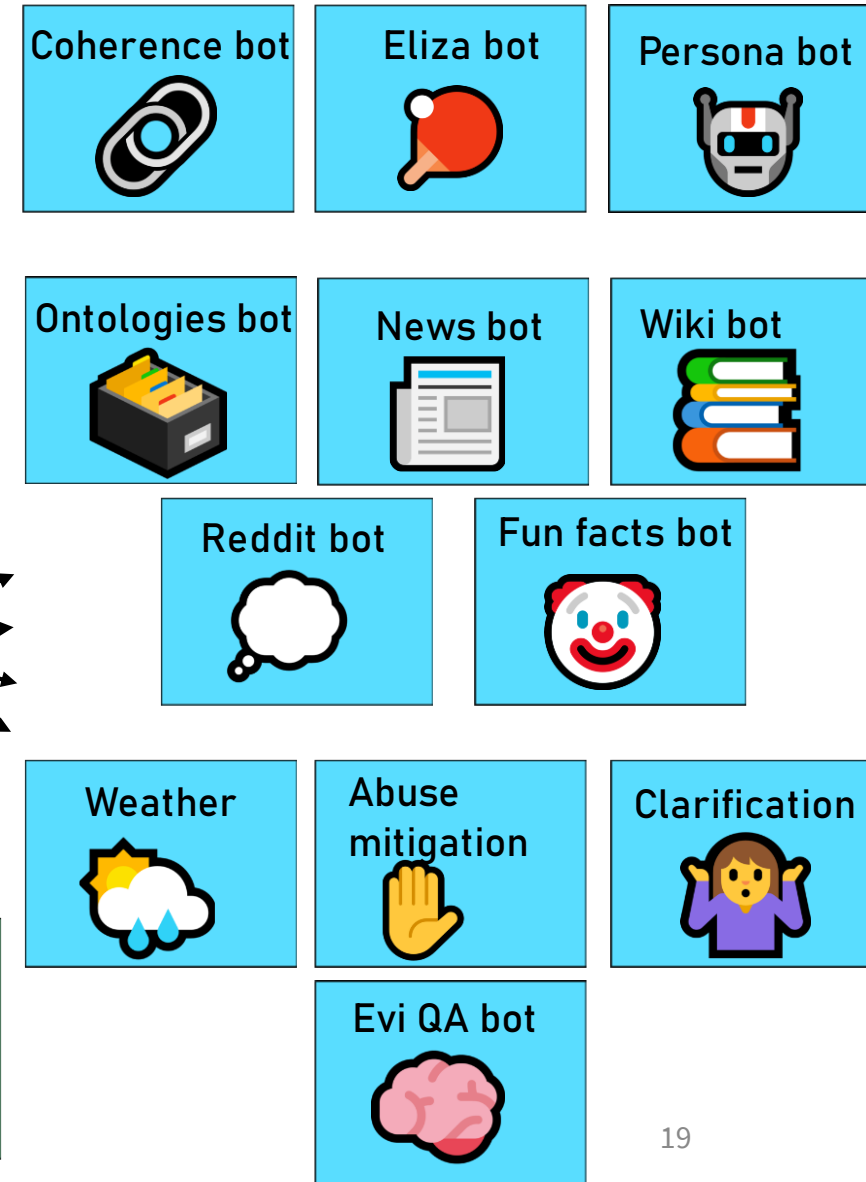 Coherence bot
Eliza bot
Persona bot
Ontologies bot
News bot
Wiki bot
Reddit bot
Fun facts bot
Weather
Abuse
mitigation
Clarification
Evi QA bot
19